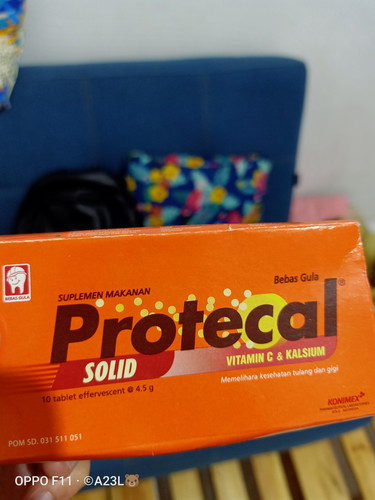 BEBAS GULA
SUPLEMEN MAKANAN
Bebas Gula
Protecal®
SOLID
VITAMIN C & KALSIUM
10 tablet effervescent @ 4.5 g
Memelihara kesehatan tulang dan gigi
KONIMEX
POM SD. 031 511 051
OPPO F11 · ©A23L🐻